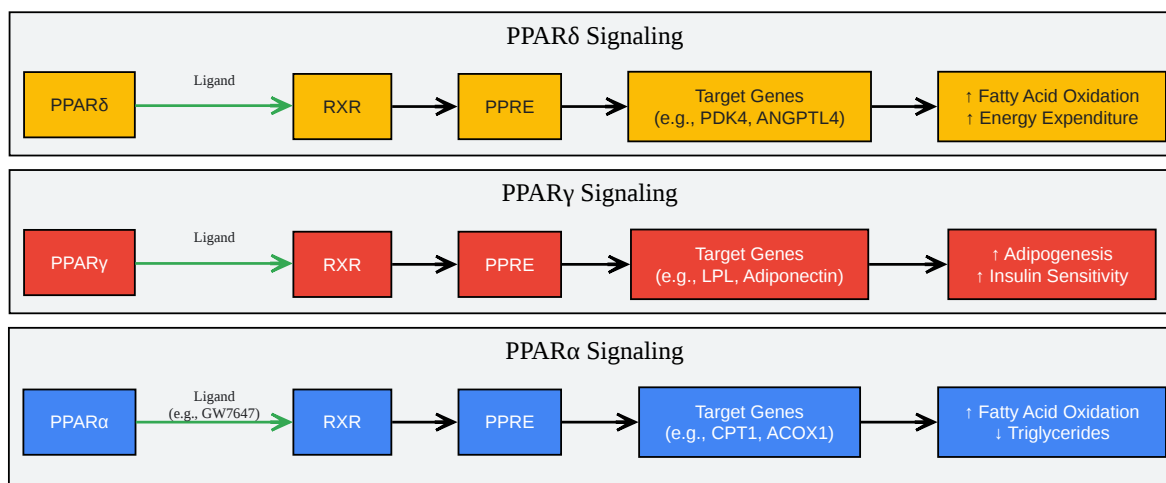 PPARδ Signaling
PPARδ
Ligand
RXR
PPRE
Target Genes
(e.g., PDK4, ANGPTL4)
↑ Fatty Acid Oxidation
↑ Energy Expenditure
PPARγ Signaling
PPARγ
Ligand
RXR
PPRE
Target Genes
(e.g., LPL, Adiponectin)
↑ Adipogenesis
↑ Insulin Sensitivity
PPARα Signaling
PPARα
Ligand
(e.g., GW7647)
RXR
PPRE
Target Genes
(e.g., CPT1, ACOX1)
↑ Fatty Acid Oxidation
↓ Triglycerides